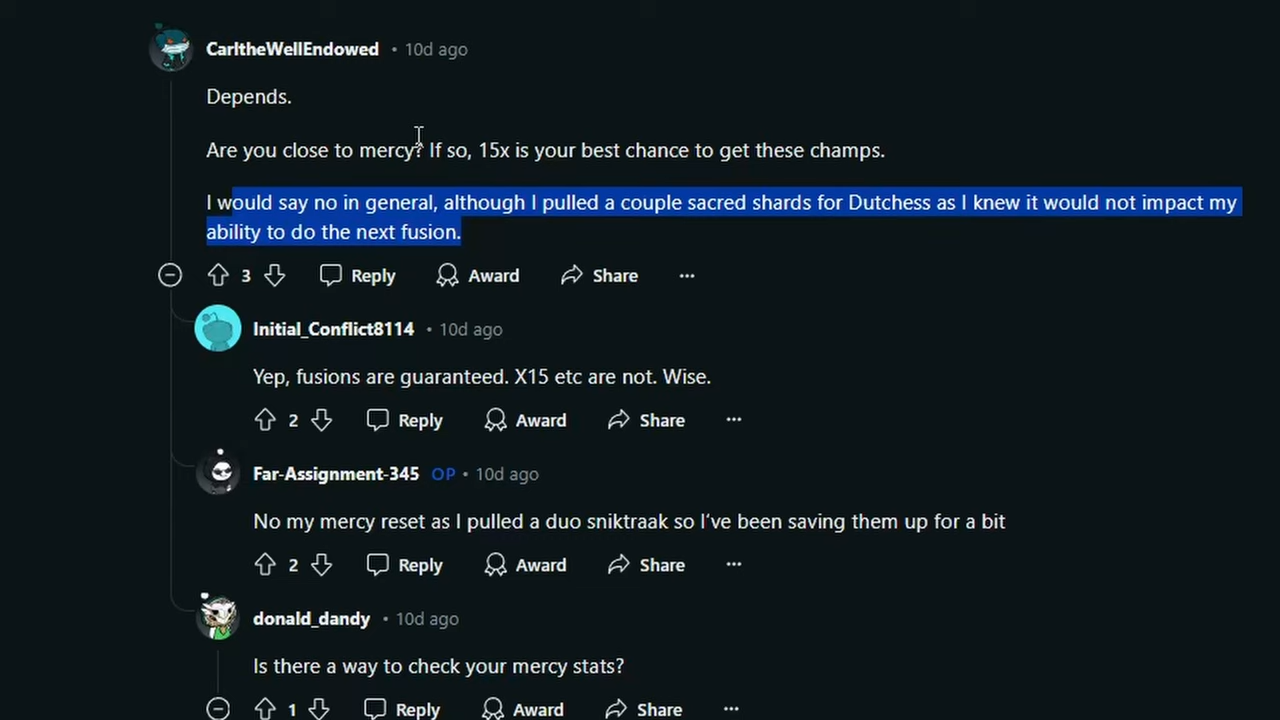 CarltheWellEndowed • 10d ago
Depends.
Are you close to mercy? If so, 15x is your best chance to get these champs.
I would say no in general, although I pulled a couple sacred shards for Dutchess as I knew it would not impact my
ability to do the next fusion.
3 Reply Award Share ...
Initial_Conflict8114 • 10d ago
Yep, fusions are guaranteed. X15 etc are not. Wise.
2 Reply Award Share ...
Far-Assignment-345 OP • 10d ago
No my mercy reset as I pulled a duo sniktraak so I've been saving them up for a bit
2 Reply Award Share ...
donald_dandy • 10d ago
Is there a way to check your mercy stats?
1 Reply Award Share ...